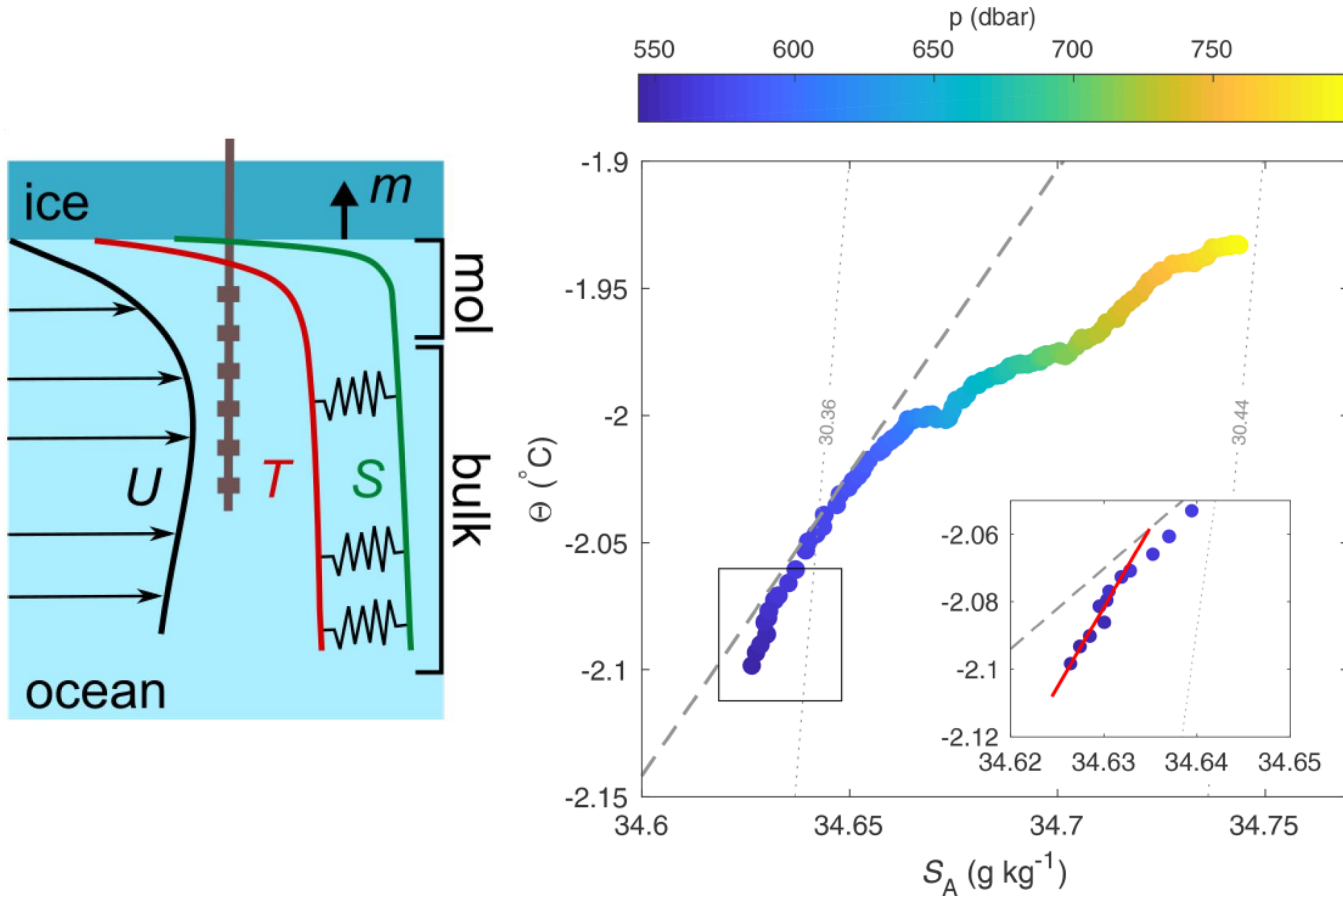 ice
m
mol
U
T
S
bulk
ocean
p (dbar)
550 600 650 700 750
-1.9
-1.95
-2
-2.05
-2.1
-2.15
Θ (°C)
30.36
30.44
-2.06
-2.08
-2.1
-2.12
34.62 34.63 34.64 34.65
34.6 34.65 34.7 34.75
S_A (g kg⁻¹)